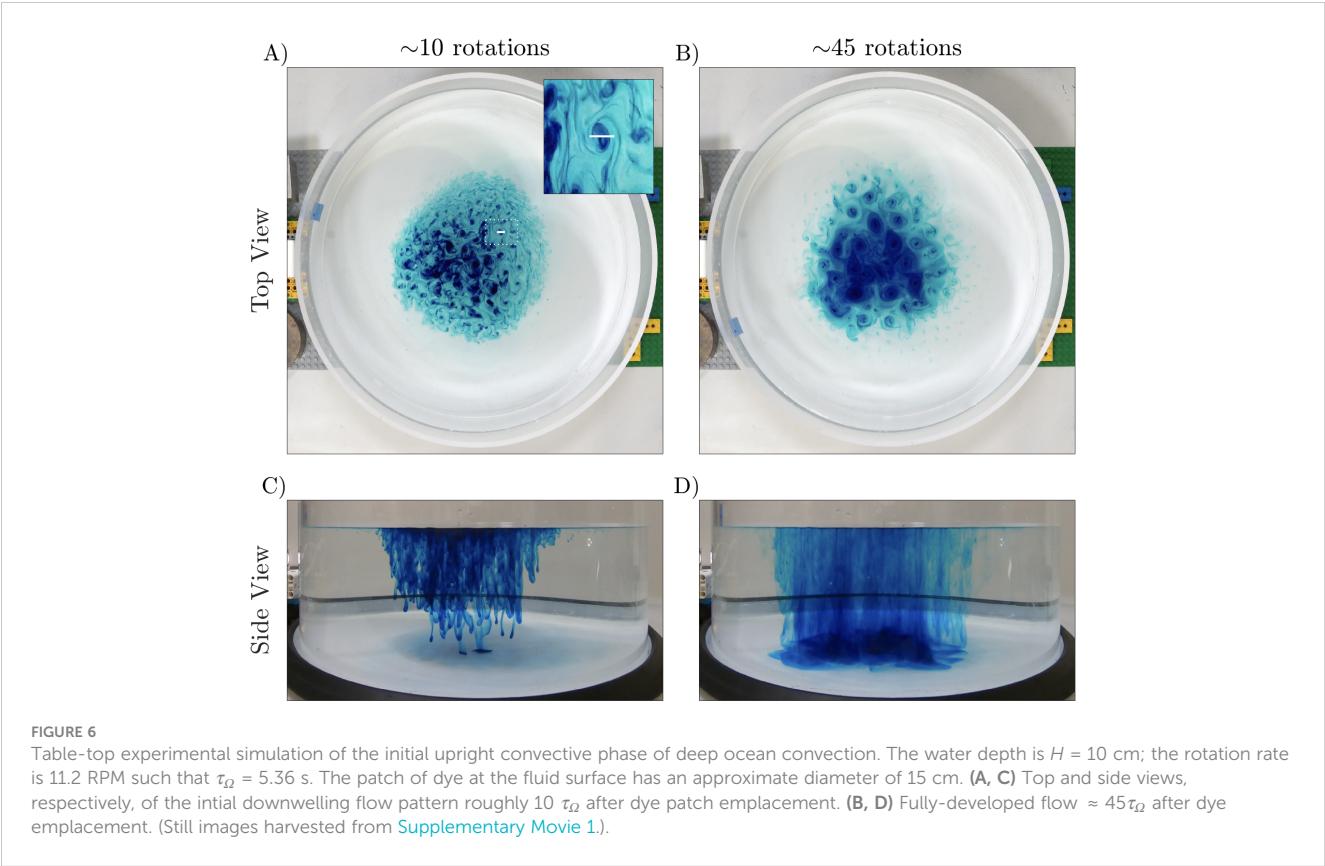 A)
~10 rotations
B)
~45 rotations
Top View
C)
D)
Side View
FIGURE 6
Table-top experimental simulation of the initial upright convective phase of deep ocean convection. The water depth is H = 10 cm; the rotation rate
is 11.2 RPM such that τΩ = 5.36 s. The patch of dye at the fluid surface has an approximate diameter of 15 cm. (A, C) Top and side views,
respectively, of the intial downwelling flow pattern roughly 10 τΩ after dye patch emplacement. (B, D) Fully-developed flow ≈ 45τΩ after dye
emplacement. (Still images harvested from Supplementary Movie 1.).